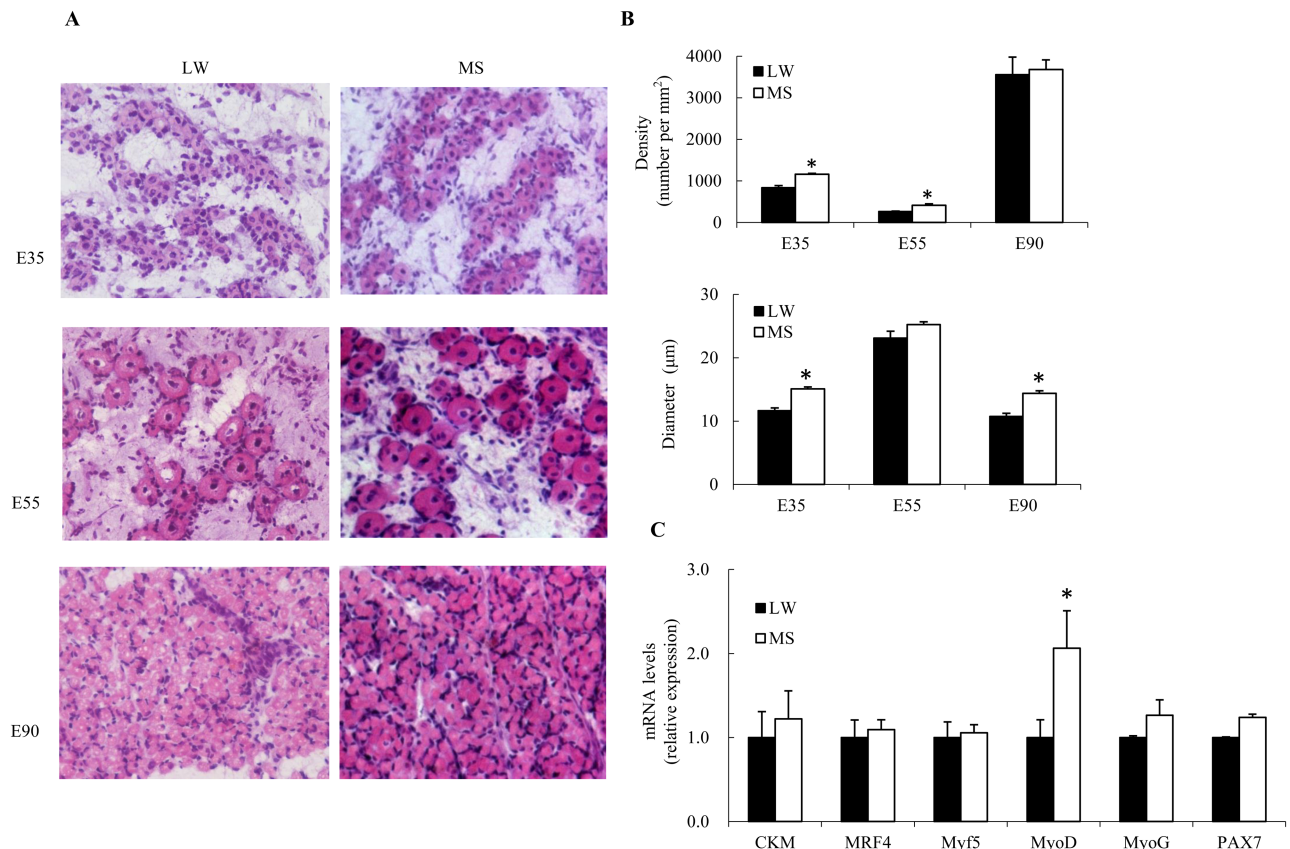 A
LW
MS
E35
E55
E90
B
4000
3000
2000
1000
0
Density
(number per mm²)
LW
MS
*
*
E35
E55
E90
30
20
10
0
Diameter (μm)
LW
MS
*
*
E35
E55
E90
C
3.0
2.0
1.0
0.0
mRNA levels
(relative expression)
LW
MS
*
CKM
MRF4
Myf5
MyoD
MyoG
PAX7